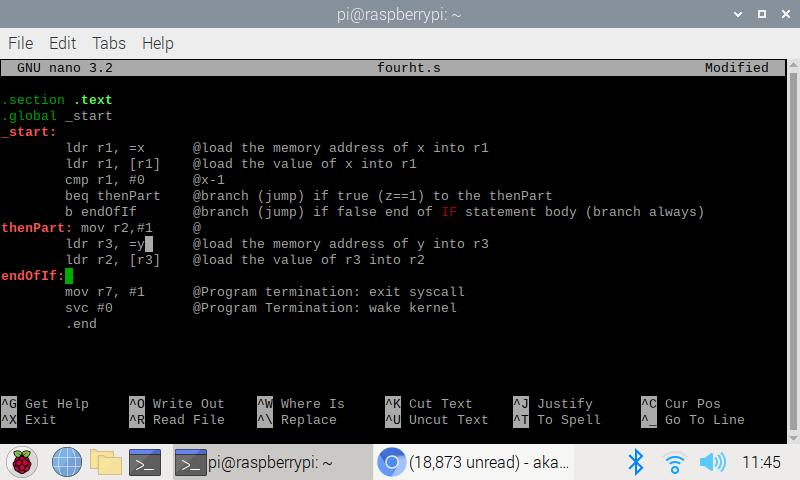 pi@raspberrypi: ~
File Edit Tabs Help
GNU nano 3.2 fourht.s Modified
.section .text
.global _start
_start:
ldr r1, =x @load the memory address of x into r1
ldr r1, [r1] @load the value of x into r1
cmp r1, #0 @x-1
beq thenPart @branch (jump) if true (z==1) to the thenPart
b endOfIf @branch (jump) if false end of IF statement body (branch always)
thenPart: mov r2,#1 @
ldr r3, =y @load the memory address of y into r3
ldr r2, [r3] @load the value of r3 into r2
endOfIf:
mov r7, #1 @Program termination: exit syscall
svc #0 @Program Termination: wake kernel
.end
^G Get Help ^O Write Out ^W Where Is ^K Cut Text ^J Justify ^C Cur Pos
^X Exit ^R Read File ^\ Replace ^U Uncut Text ^T To Spell ^_ Go To Line
pi@raspberrypi: ~ (18,873 unread) - aka... 11:45